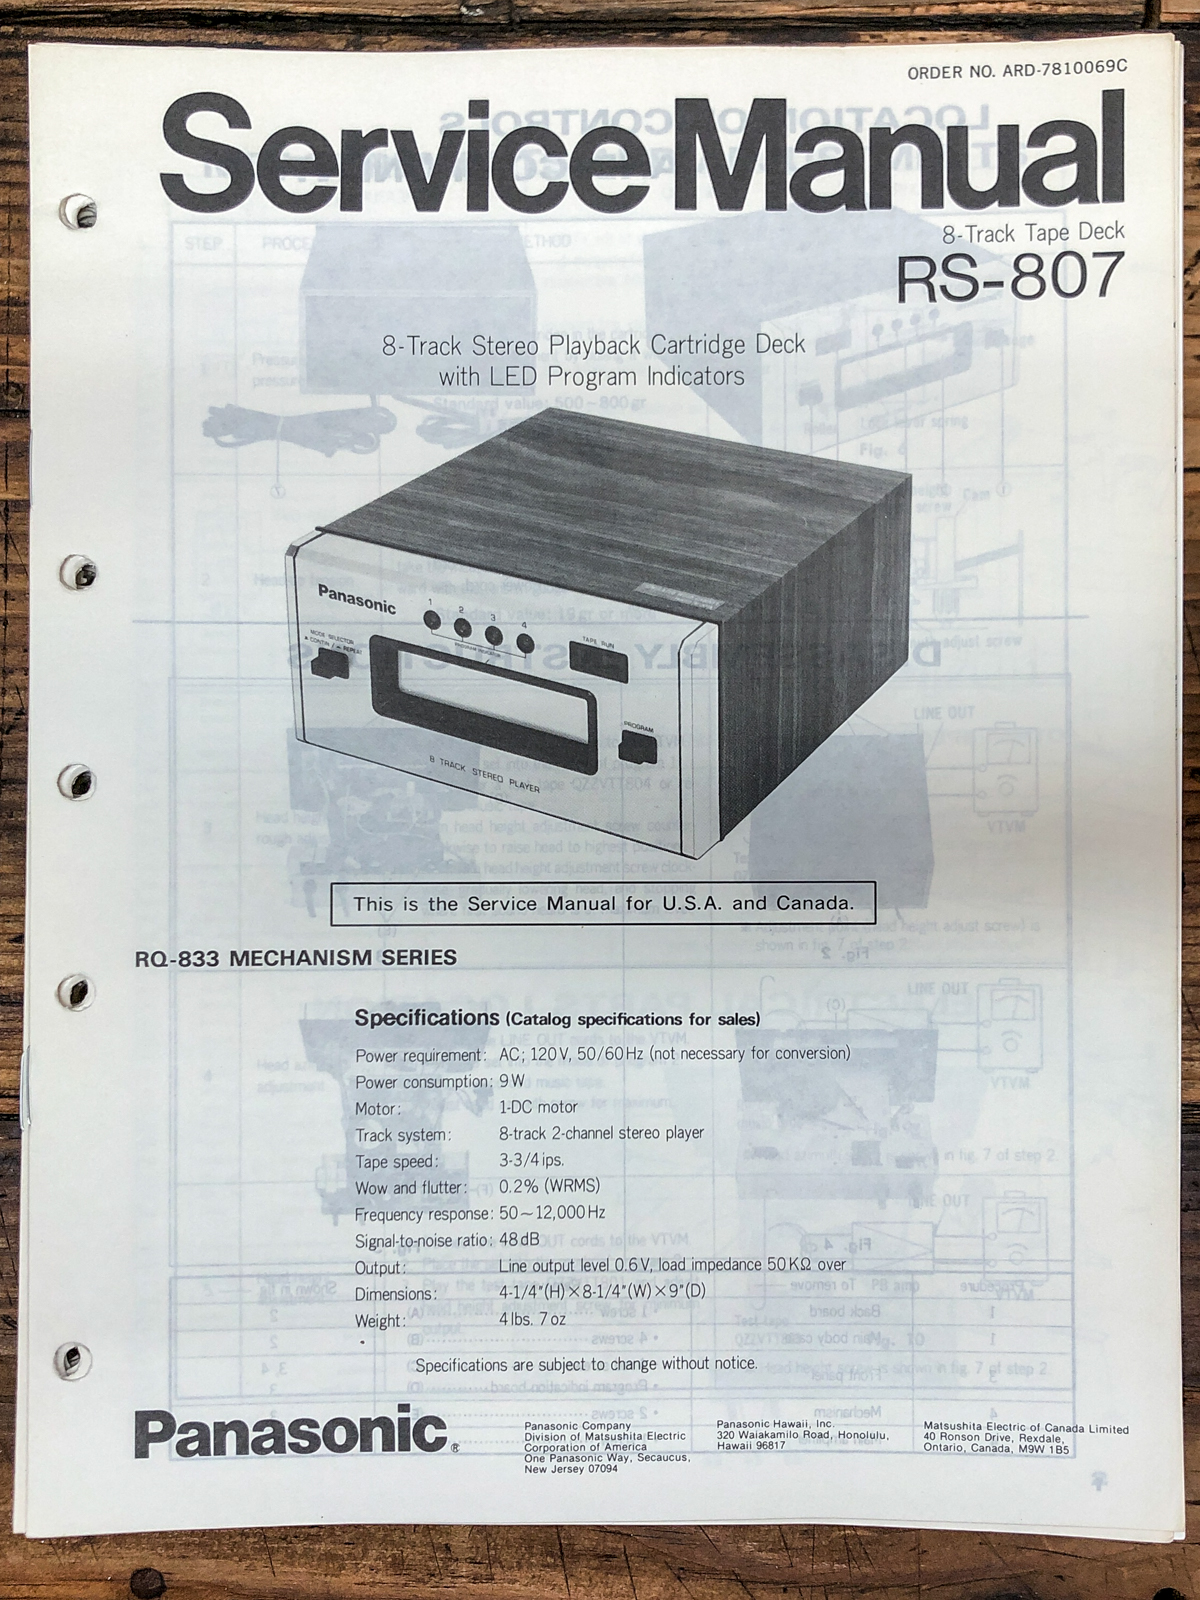 ORDER NO. ARD-7810069C
Service Manual
8-Track Tape Deck
RS-807
8-Track Stereo Playback Cartridge Deck
with LED Program Indicators
Panasonic
1 2 3 4
PROGRAM INDICATOR
TAPE RUN
MODE SELECTOR
PROGRAM
8 TRACK STEREO PLAYER
This is the Service Manual for U.S.A. and Canada.
RQ-833 MECHANISM SERIES
Specifications (Catalog specifications for sales)
Power requirement: AC; 120V, 50/60Hz (not necessary for conversion)
Power consumption: 9W
Motor: 1-DC motor
Track system: 8-track 2-channel stereo player
Tape speed: 3-3/4ips.
Wow and flutter: 0.2% (WRMS)
Frequency response: 50~12,000Hz
Signal-to-noise ratio: 48dB
Output: Line output level 0.6V, load impedance 50KΩ over
Dimensions: 4-1/4"(H)×8-1/4"(W)×9"(D)
Weight: 4lbs. 7oz
Specifications are subject to change without notice.
Panasonic®
Panasonic Company
Division of Matsushita Electric
Corporation of America
One Panasonic Way, Secaucus,
New Jersey 07094
Panasonic Hawaii, Inc.
320 Waiakamilo Road, Honolulu,
Hawaii 96817
Matsushita Electric of Canada Limited
40 Ronson Drive, Rexdale,
Ontario, Canada, M9W 1B5